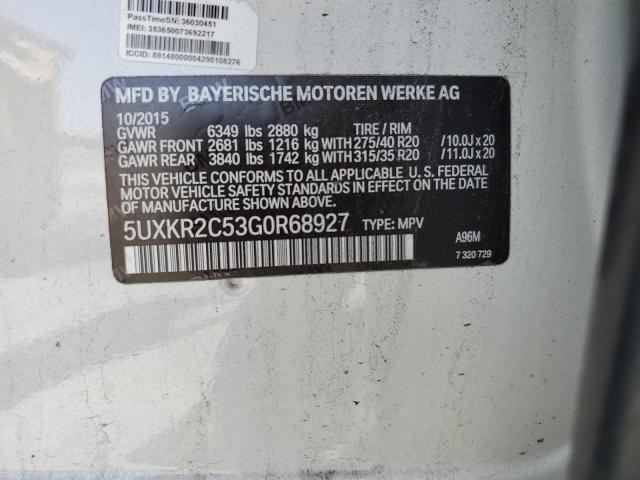 PassTimeSN: 36030451
IMEI: 353650073692217
ICCID: 89148000004290108276
MFD BY BAYERISCHE MOTOREN WERKE AG
10/2015
GVWR 6349 lbs 2880 kg TIRE / RIM
GAWR FRONT 2681 lbs 1216 kg WITH 275/40 R20 /10.0J x 20
GAWR REAR 3840 lbs 1742 kg WITH 315/35 R20 /11.0J x 20
THIS VEHICLE CONFORMS TO ALL APPLICABLE U. S. FEDERAL
MOTOR VEHICLE SAFETY STANDARDS IN EFFECT ON THE DATE
OF MANUFACTURE SHOWN ABOVE.
5UXKR2C53G0R68927 TYPE: MPV
A96M
7 320 729